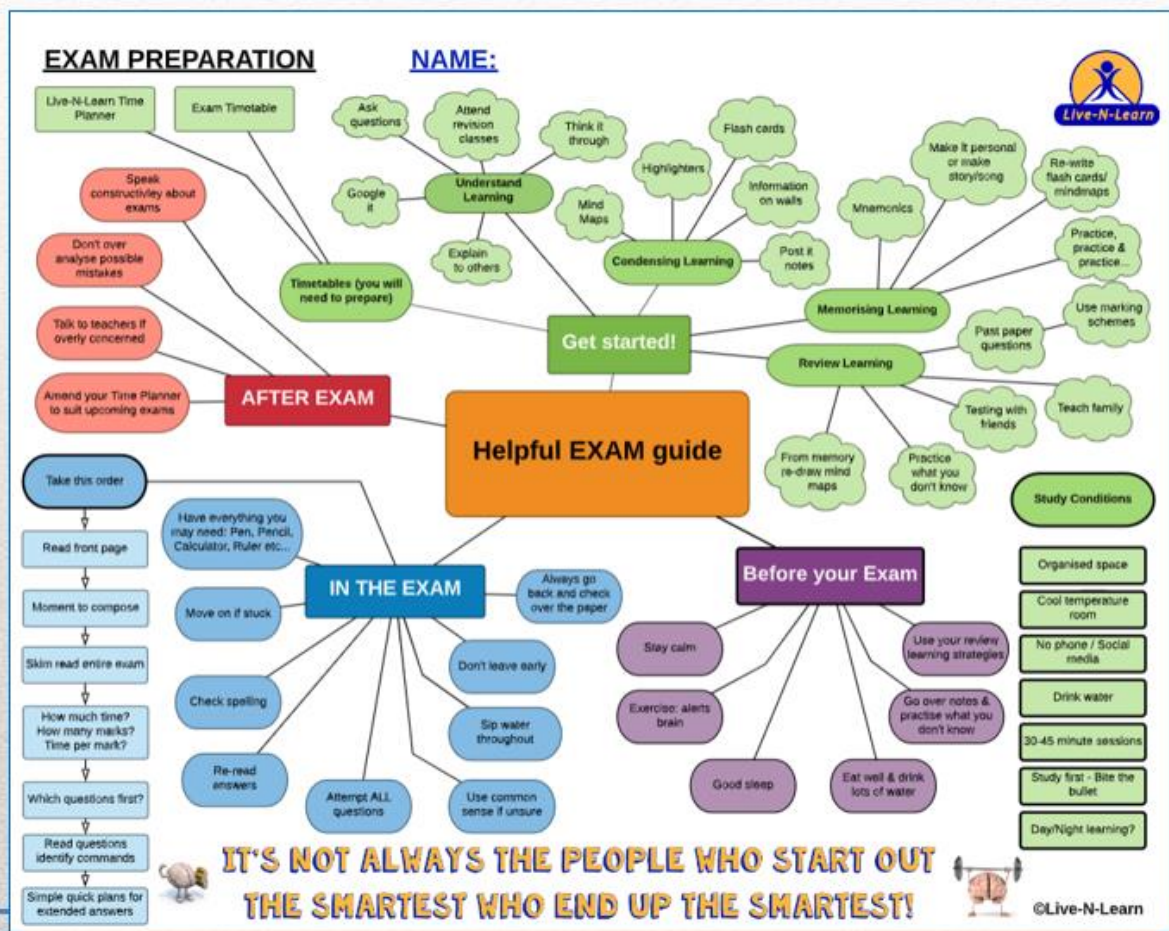 EXAM PREPARATION
NAME:
Live-N-Learn
Live-N-Learn Time
Planner
Exam Timetable
Ask
questions
Attend
revision
classes
Think it
through
Google
it
Understand
Learning
Explain
to others
Mind
Maps
Highlighters
Flash cards
Information
on walls
Post it
notes
Condensing Learning
Mnemonics
Make it personal
or make
story/song
Re-write
flash cards/
mindmaps
Practice,
practice &
practice...
Memorising Learning
Speak
constructivley about
exams
Don't over
analyse possible
mistakes
Talk to teachers if
overly concerned
Amend your Time Planner
to suit upcoming exams
AFTER EXAM
Timetables (you will
need to prepare)
Get started!
Review Learning
Past paper
questions
Use marking
schemes
Testing with
friends
Teach family
From memory
re-draw mind
maps
Practice
what you
don't know
Helpful EXAM guide
Take this order
Read front page
Moment to compose
Skim read entire exam
How much time?
How many marks?
Time per mark?
Which questions first?
Read questions
identify commands
Simple quick plans for
extended answers
Have everything you
may need: Pen, Pencil,
Calculator, Ruler etc...
IN THE EXAM
Always go
back and check
over the paper
Move on if stuck
Don't leave early
Check spelling
Sip water
throughout
Re-read
answers
Attempt ALL
questions
Use common
sense if unsure
Before your Exam
Stay calm
Use your review
learning strategies
Exercise: alerts
brain
Go over notes &
practise what you
don't know
Good sleep
Eat well & drink
lots of water
Study Conditions
Organised space
Cool temperature
room
No phone / Social
media
Drink water
30-45 minute sessions
Study first - Bite the
bullet
Day/Night learning?
IT'S NOT ALWAYS THE PEOPLE WHO START OUT
THE SMARTEST WHO END UP THE SMARTEST!
©Live-N-Learn